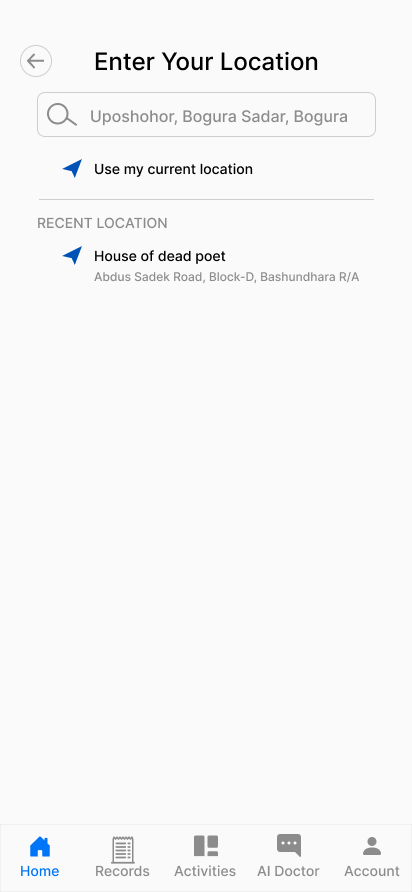 Enter Your Location
Uposhohor, Bogura Sadar, Bogura
Use my current location
RECENT LOCATION
House of dead poet
Abdus Sadek Road, Block-D, Bashundhara R/A
Home Records Activities AI Doctor Account